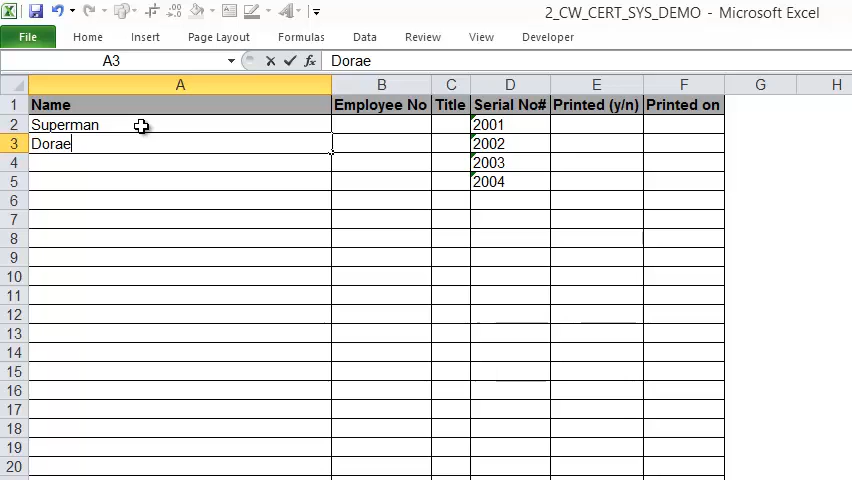 2_CW_CERT_SYS_DEMO - Microsoft Excel
File Home Insert Page Layout Formulas Data Review View Developer
A3 fx Dorae
A B C D E F G H
1 Name Employee No Title Serial No# Printed (y/n) Printed on
2 Superman 2001
3 Dorae 2002
4 2003
5 2004
6
7
8
9
10
11
12
13
14
15
16
17
18
19
20